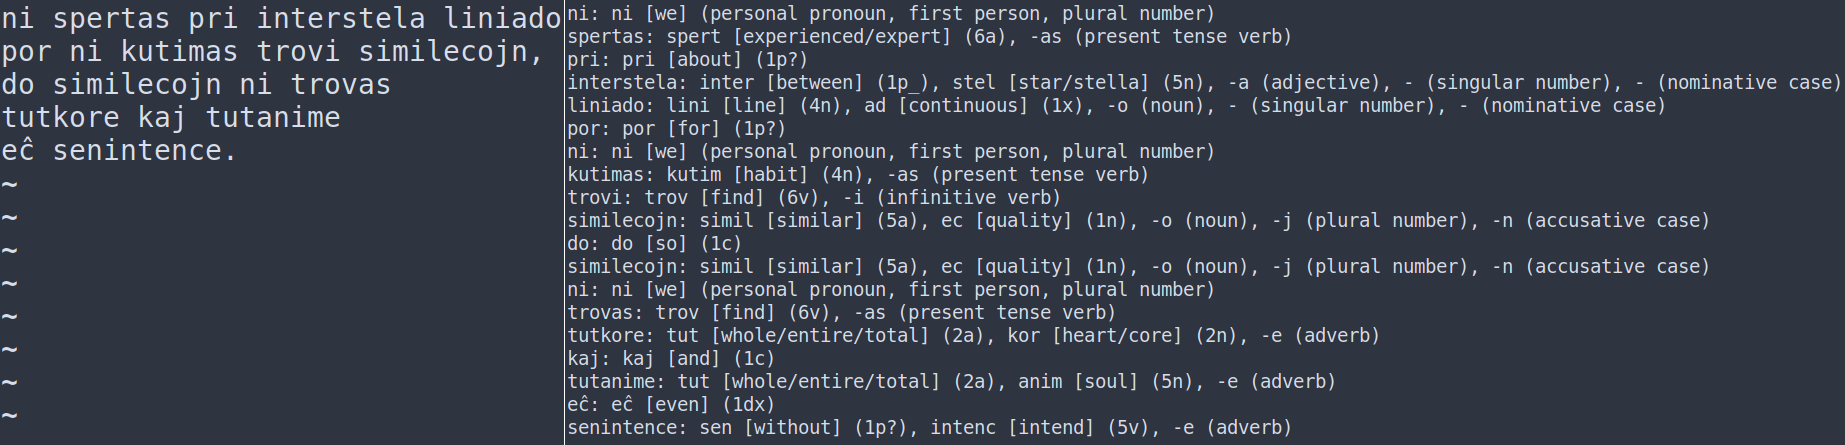 ni spertas pri interstela liniado
por ni kutimas trovi similecojn,
do similecojn ni trovas
tutkore kaj tutanime
eĉ senintence.
~
~
~
~
~
~
~
~
ni: ni [we] (personal pronoun, first person, plural number)
spertas: spert [experienced/expert] (6a), -as (present tense verb)
pri: pri [about] (1p?)
interstela: inter [between] (1p_), stel [star/stella] (5n), -a (adjective), - (singular number), - (nominative case)
liniado: lini [line] (4n), ad [continuous] (1x), -o (noun), - (singular number), - (nominative case)
por: por [for] (1p?)
ni: ni [we] (personal pronoun, first person, plural number)
kutimas: kutim [habit] (4n), -as (present tense verb)
trovi: trov [find] (6v), -i (infinitive verb)
similecojn: simil [similar] (5a), ec [quality] (1n), -o (noun), -j (plural number), -n (accusative case)
do: do [so] (1c)
similecojn: simil [similar] (5a), ec [quality] (1n), -o (noun), -j (plural number), -n (accusative case)
ni: ni [we] (personal pronoun, first person, plural number)
trovas: trov [find] (6v), -as (present tense verb)
tutkore: tut [whole/entire/total] (2a), kor [heart/core] (2n), -e (adverb)
kaj: kaj [and] (1c)
tutanime: tut [whole/entire/total] (2a), anim [soul] (5n), -e (adverb)
eĉ: eĉ [even] (1dx)
senintence: sen [without] (1p?), intenc [intend] (5v), -e (adverb)